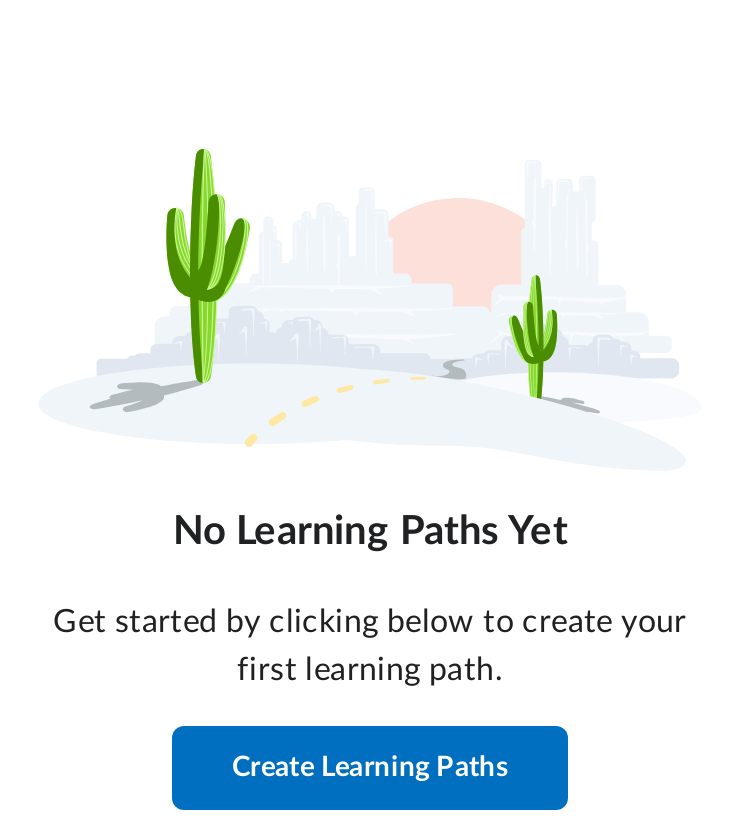 No Learning Paths Yet
Get started by clicking below to create your
first learning path.
Create Learning Paths